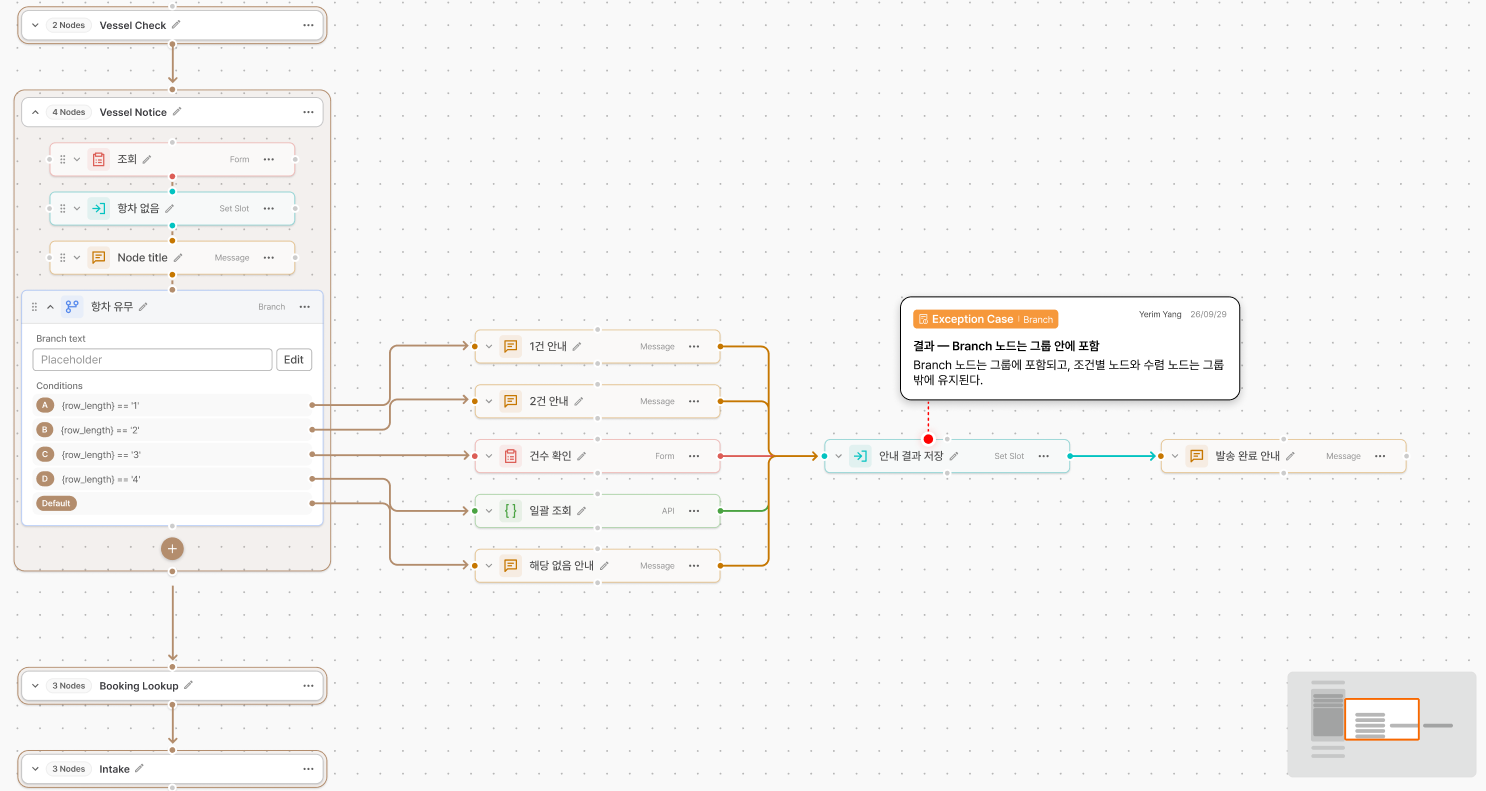 2 Nodes Vessel Check
4 Nodes Vessel Notice
조회 Form
항차 없음 Set Slot
Node title Message
항차 유무 Branch
Branch text
Placeholder Edit
Conditions
A {row_length} == '1'
B {row_length} == '2'
C {row_length} == '3'
D {row_length} == '4'
Default
+
3 Nodes Booking Lookup
3 Nodes Intake
1건 안내 Message
2건 안내 Message
건수 확인 Form
{ } 일괄 조회 API
해당 없음 안내 Message
Exception Case Branch Yerim Yang 26/09/29
결과 — Branch 노드는 그룹 안에 포함
Branch 노드는 그룹에 포함되고, 조건별 노드와 수렴 노드는 그룹
밖에 유지된다.
안내 결과 저장 Set Slot
발송 완료 안내 Message